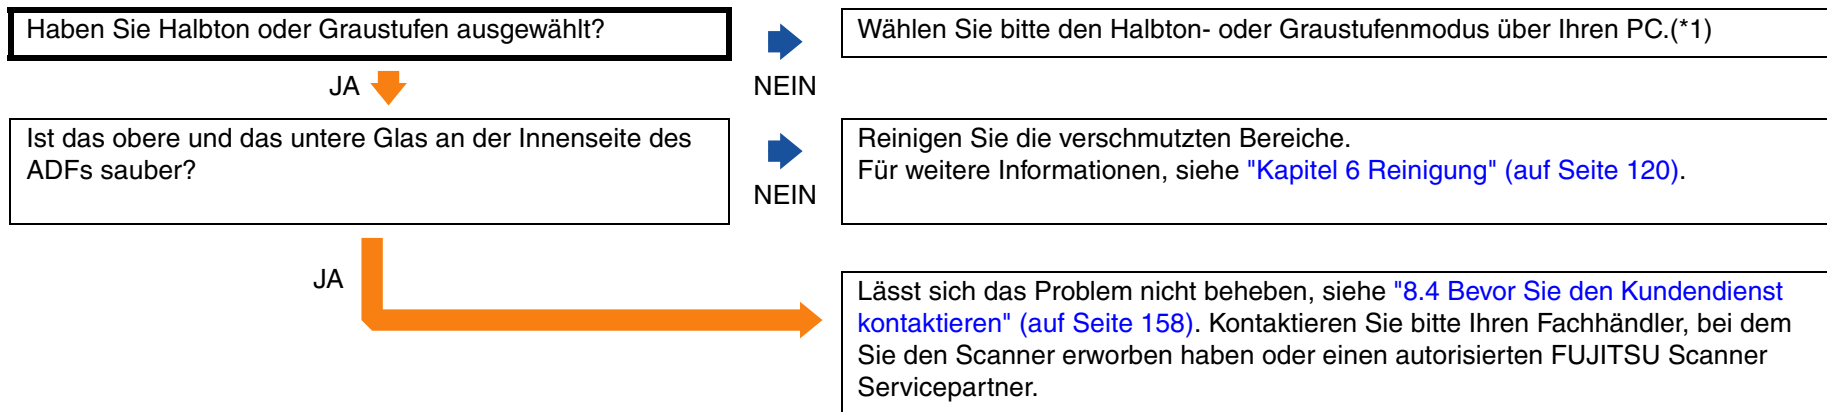 Haben Sie Halbton oder Graustufen ausgewählt?
Wählen Sie bitte den Halbton- oder Graustufenmodus über Ihren PC.(*1)
JA
NEIN
Ist das obere und das untere Glas an der Innenseite des
ADFs sauber?
Reinigen Sie die verschmutzten Bereiche.
Für weitere Informationen, siehe "Kapitel 6 Reinigung" (auf Seite 120).
NEIN
JA
Lässt sich das Problem nicht beheben, siehe "8.4 Bevor Sie den Kundendienst
kontaktieren" (auf Seite 158). Kontaktieren Sie bitte Ihren Fachhändler, bei dem
Sie den Scanner erworben haben oder einen autorisierten FUJITSU Scanner
Servicepartner.